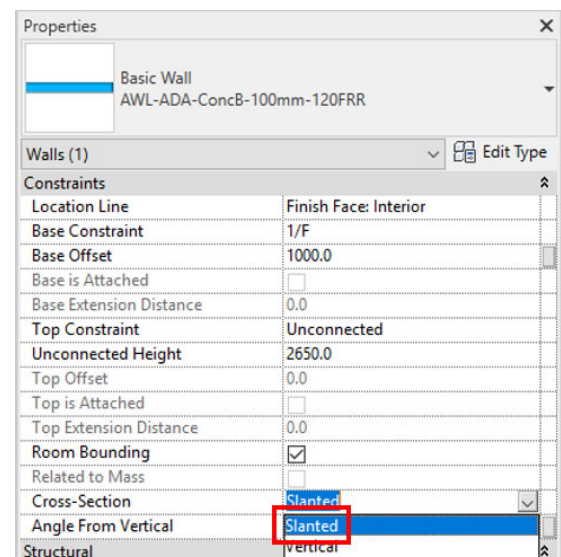 Properties
Basic Wall
AWL-ADA-ConcB-100mm-120FRR
Walls (1) Edit Type
Constraints
Location Line Finish Face: Interior
Base Constraint 1/F
Base Offset 1000.0
Base is Attached
Base Extension Distance 0.0
Top Constraint Unconnected
Unconnected Height 2650.0
Top Offset 0.0
Top is Attached
Top Extension Distance 0.0
Room Bounding
Related to Mass
Cross-Section Slanted
Angle From Vertical Slanted
Structural Vertical